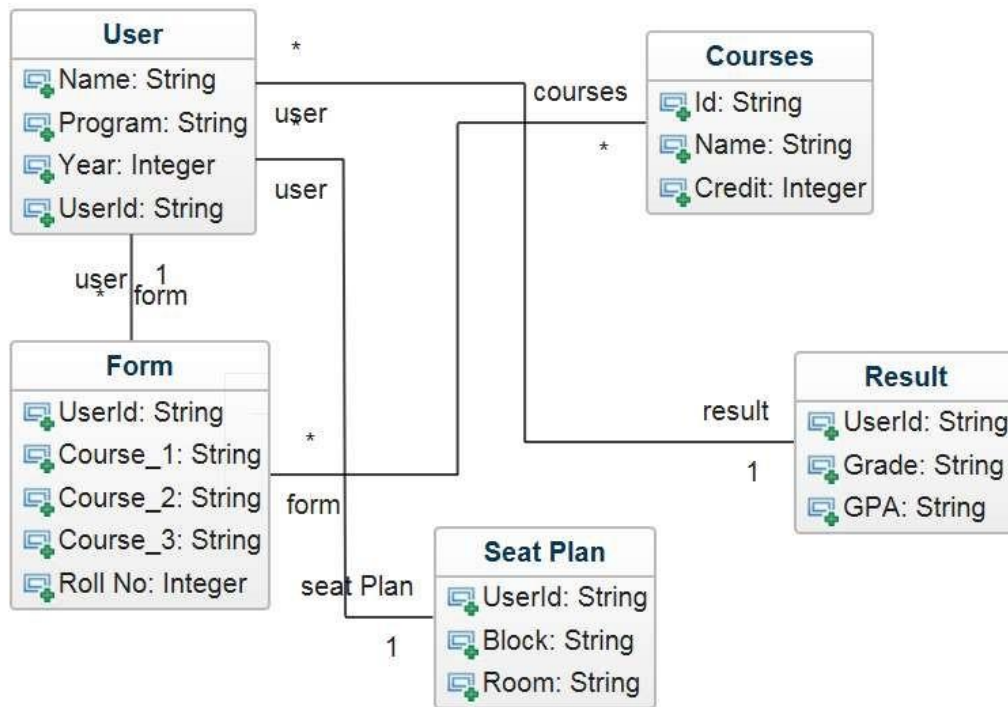 User
Name: String
Program: String
Year: Integer
UserId: String
*
user
*
user
courses
*
Courses
Id: String
Name: String
Credit: Integer
user
*
1
form
Form
UserId: String
Course_1: String
Course_2: String
Course_3: String
Roll No: Integer
*
form
result
1
Result
UserId: String
Grade: String
GPA: String
seat Plan
1
Seat Plan
UserId: String
Block: String
Room: String